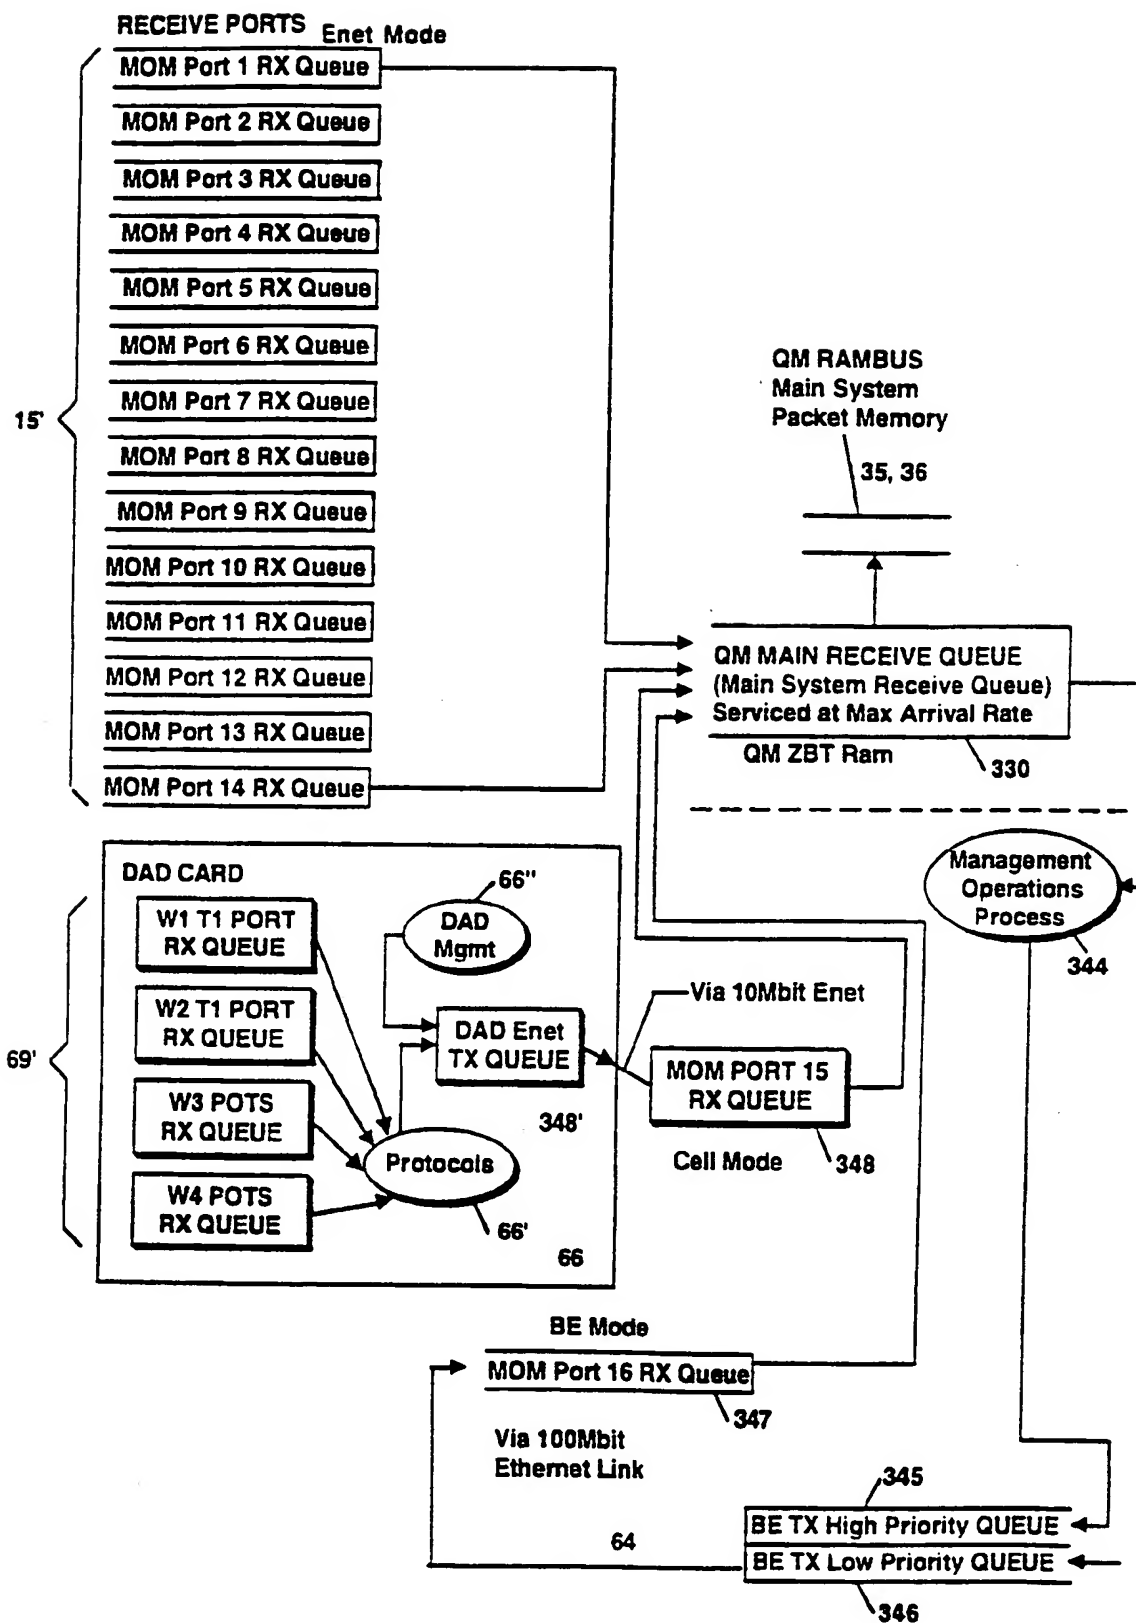 RECEIVE PORTS
Enet Mode
MOM Port 1 RX Queue
MOM Port 2 RX Queue
MOM Port 3 RX Queue
MOM Port 4 RX Queue
MOM Port 5 RX Queue
MOM Port 6 RX Queue
MOM Port 7 RX Queue
MOM Port 8 RX Queue
MOM Port 9 RX Queue
MOM Port 10 RX Queue
MOM Port 11 RX Queue
MOM Port 12 RX Queue
MOM Port 13 RX Queue
MOM Port 14 RX Queue
15'
QM RAMBUS
Main System
Packet Memory
35, 36
QM MAIN RECEIVE QUEUE
(Main System Receive Queue)
Serviced at Max Arrival Rate
QM ZBT Ram
330
Management
Operations
Process
344
DAD CARD
W1 T1 PORT
RX QUEUE
W2 T1 PORT
RX QUEUE
W3 POTS
RX QUEUE
W4 POTS
RX QUEUE
69'
66"
DAD
Mgmt
DAD Enet
TX QUEUE
348'
Protocols
66'
66
Via 10Mbit Enet
MOM PORT 15
RX QUEUE
Cell Mode
348
BE Mode
MOM Port 16 RX Queue
347
Via 100Mbit
Ethernet Link
64
345
BE TX High Priority QUEUE
BE TX Low Priority QUEUE
346